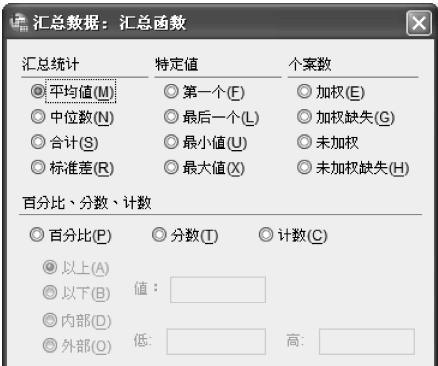 汇总数据：汇总函数
汇总统计 特定值 个案数
平均值(M) 第一个(F) 加权(E)
中位数(N) 最后一个(L) 加权缺失(G)
合计(S) 最小值(U) 未加权
标准差(R) 最大值(X) 未加权缺失(H)
百分比、分数、计数
百分比(P) 分数(T) 计数(C)
以上(A)
以下(B) 值：
内部(D)
外部(O) 低: 高: